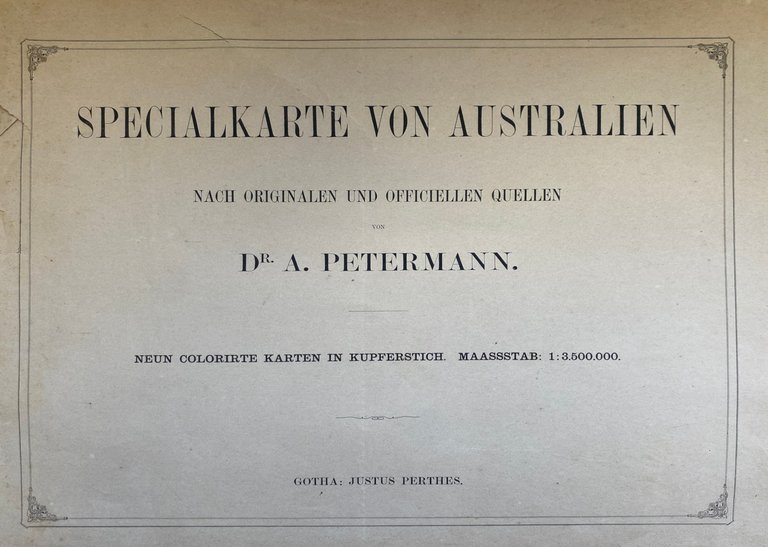 SPECIALKARTE VON AUSTRALIEN
NACH ORIGINALEN UND OFFICIELLEN QUELLEN
VON
DR. A. PETERMANN.
NEUN COLORIRTE KARTEN IN KUPFERSTICH. MAASSSTAB: 1:3.500.000.
GOTHA: JUSTUS PERTHES.